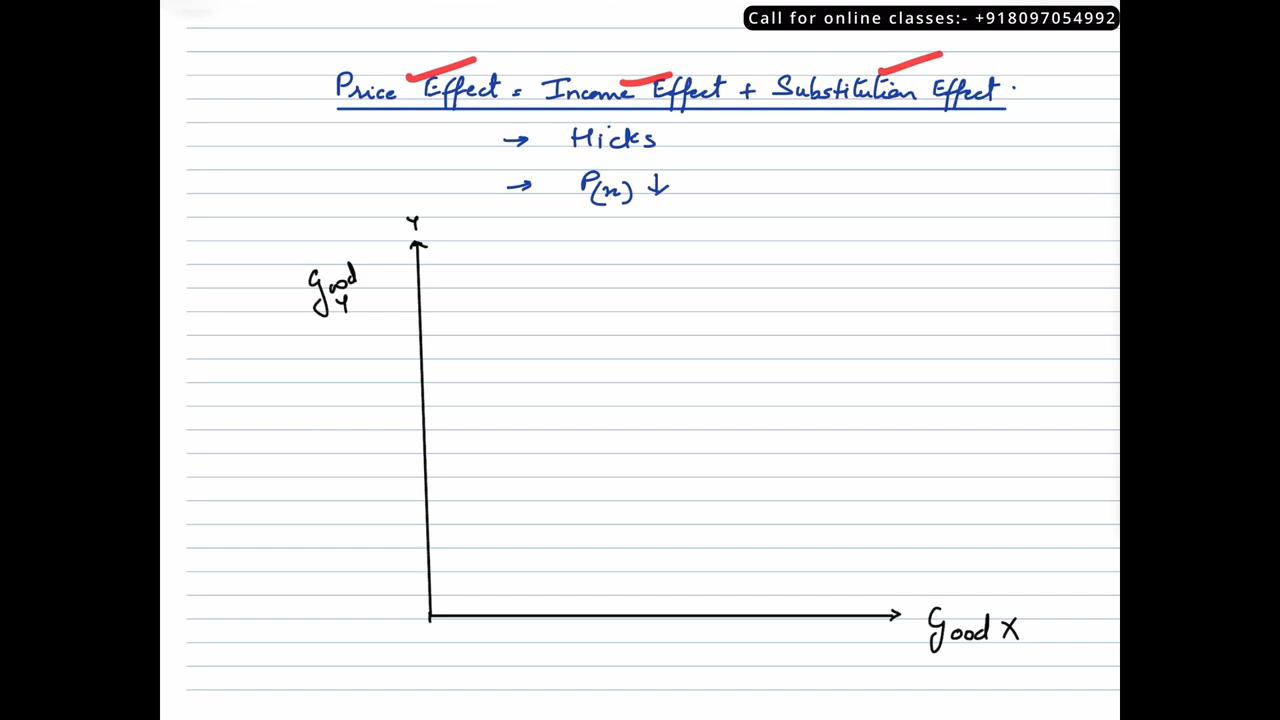 Call for online classes:- +918097054992
Price Effect = Income Effect + Substitution Effect.
→ Hicks
→ P(x) ↓
Y
Good
Y
Good X